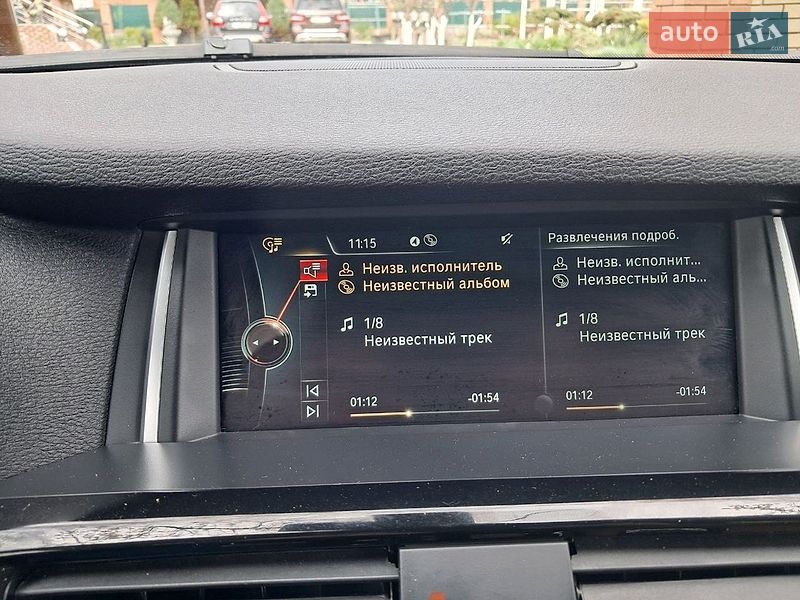 auto RIA .com
11:15
Развлечения подроб.
Неизв. исполнитель
Неизвестный альбом
1/8
Неизвестный трек
01:12 -01:54
Неизв. исполнит...
Неизвестный аль...
1/8
Неизвестный трек
01:12 -01:54